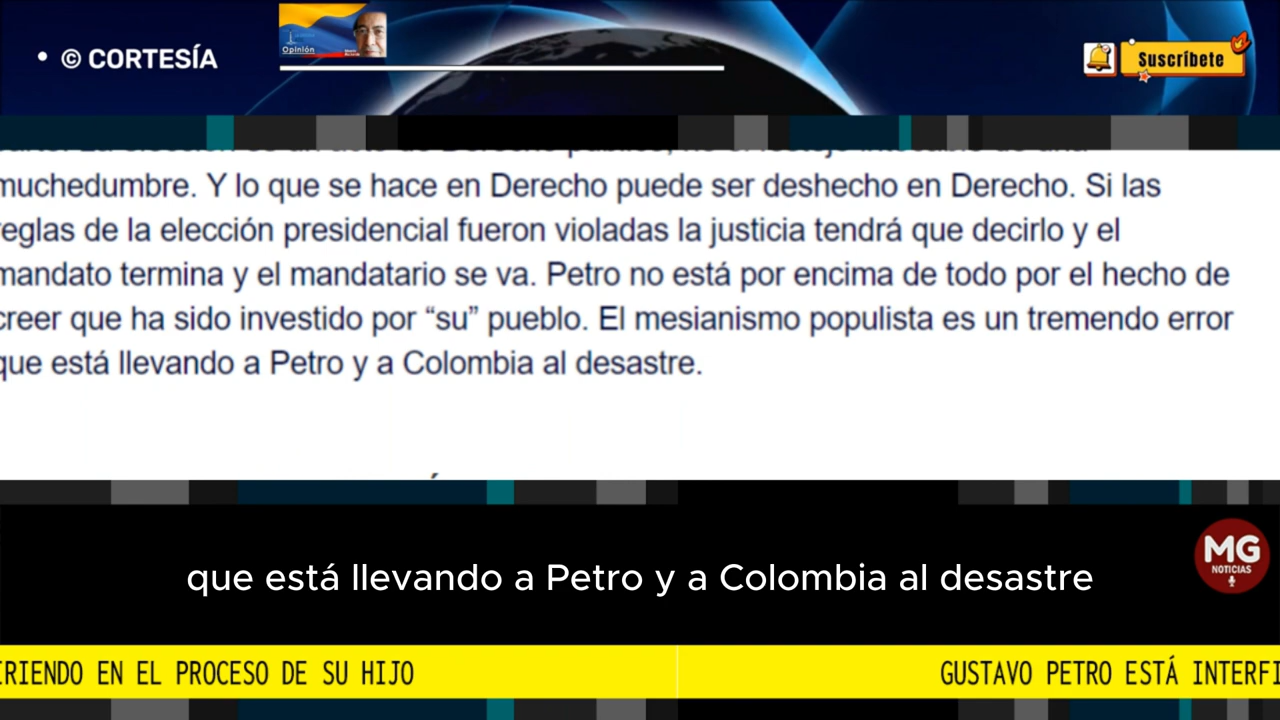 • © CORTESÍA
Opinión
Suscríbete
muchedumbre. Y lo que se hace en Derecho puede ser deshecho en Derecho. Si las
reglas de la elección presidencial fueron violadas la justicia tendrá que decirlo y el
mandato termina y el mandatario se va. Petro no está por encima de todo por el hecho de
creer que ha sido investido por “su” pueblo. El mesianismo populista es un tremendo error
que está llevando a Petro y a Colombia al desastre.
que está llevando a Petro y a Colombia al desastre
MG
NOTICIAS
IRIENDO EN EL PROCESO DE SU HIJO
GUSTAVO PETRO ESTÁ INTERFI